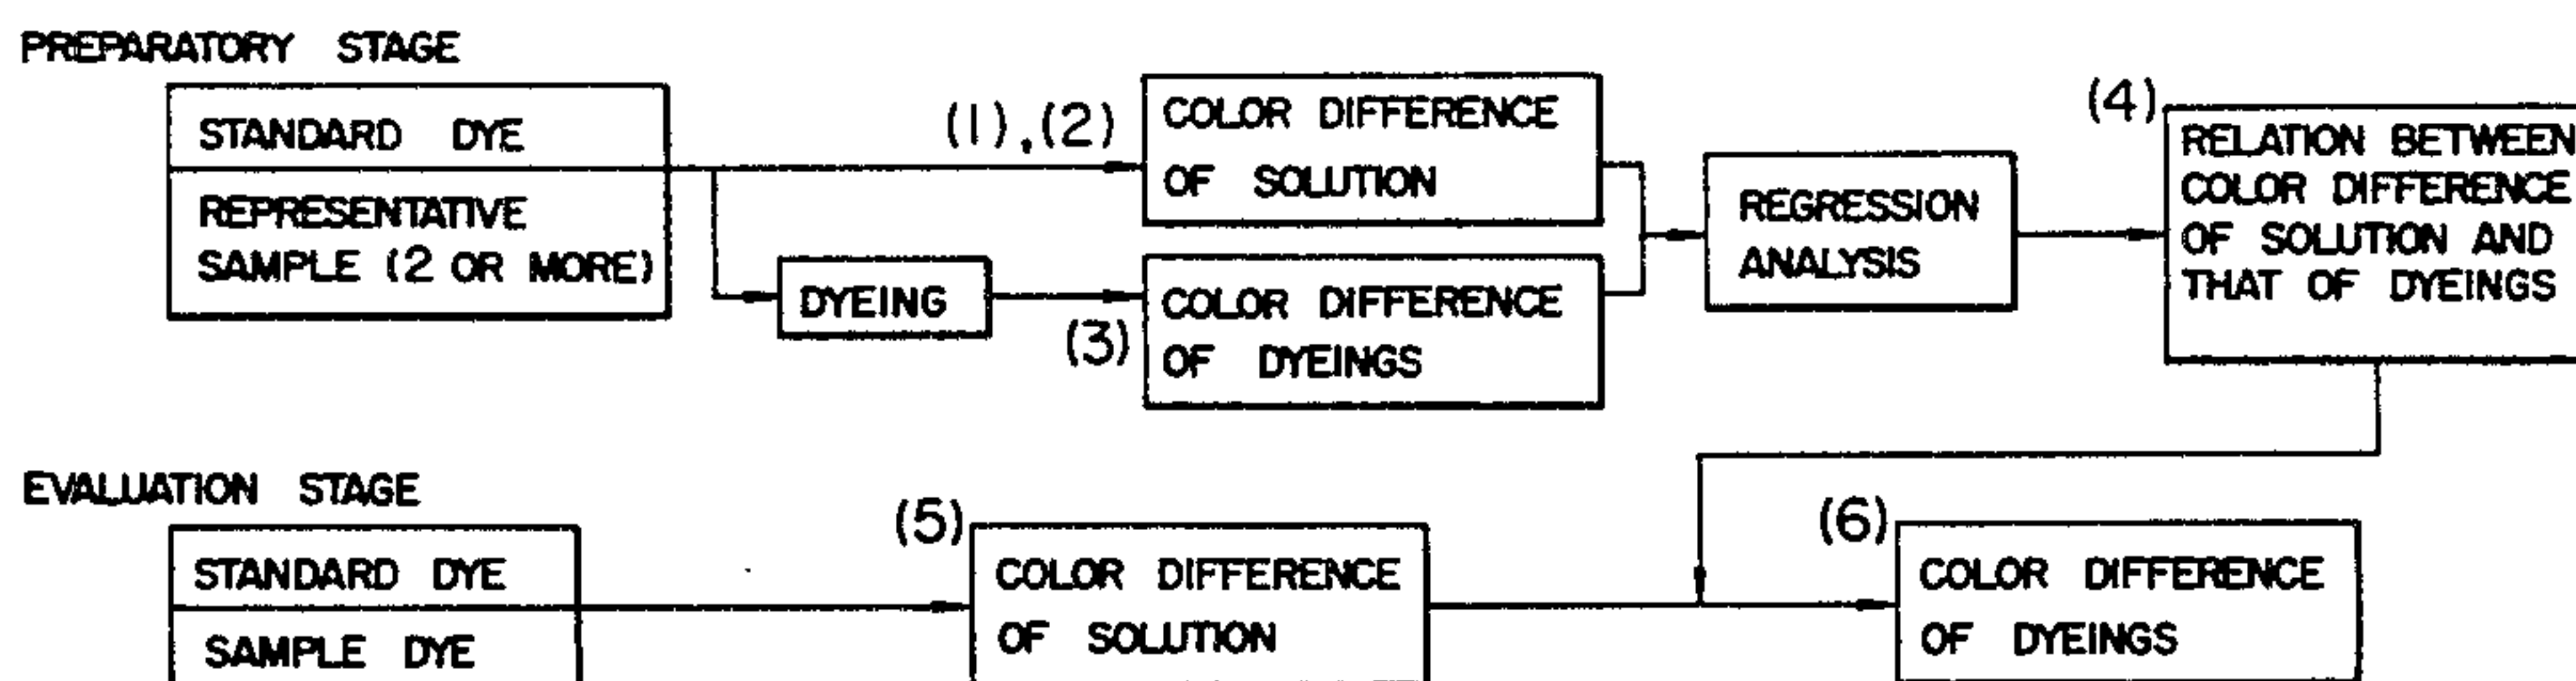 PREPARATORY STAGE
STANDARD DYE
REPRESENTATIVE
SAMPLE (2 OR MORE)
(1),(2)
COLOR DIFFERENCE
OF SOLUTION
DYEING
(3)
COLOR DIFFERENCE
OF DYEINGS
REGRESSION
ANALYSIS
(4)
RELATION BETWEEN
COLOR DIFFERENCE
OF SOLUTION AND
THAT OF DYEINGS
EVALUATION STAGE
STANDARD DYE
SAMPLE DYE
(5)
COLOR DIFFERENCE
OF SOLUTION
(6)
COLOR DIFFERENCE
OF DYEINGS